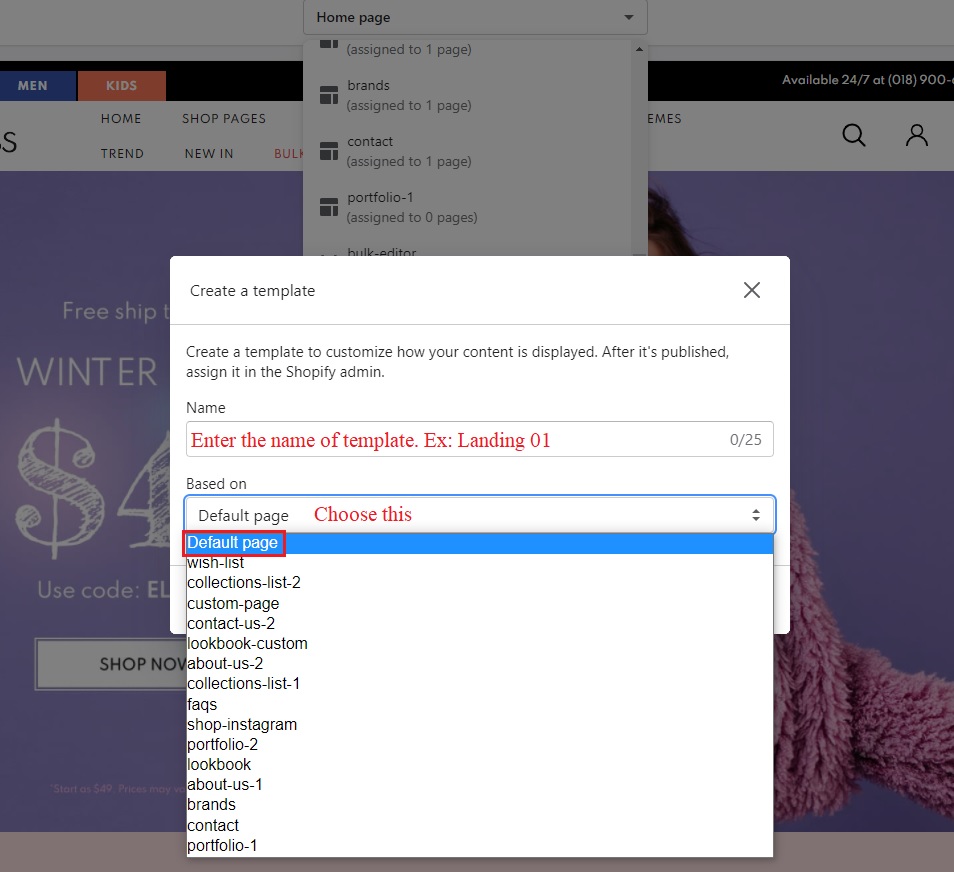 Home page
(assigned to 1 page)
brands
(assigned to 1 page)
contact
(assigned to 1 page)
portfolio-1
(assigned to 0 pages)
bulk-editor
MEN
KIDS
Available 24/7 at (018) 900-
HOME
SHOP PAGES
EMES
S
TREND
NEW IN
BULK
Free ship t
WINTER
$4
Use code: EL
SHOP NOW
*Start as $49. Prices may va
Create a template
Create a template to customize how your content is displayed. After it's published,
assign it in the Shopify admin.
Name
Enter the name of template. Ex: Landing 01
0/25
Based on
Default page
Choose this
Default page
wish-list
collections-list-2
custom-page
contact-us-2
lookbook-custom
about-us-2
collections-list-1
faqs
shop-instagram
portfolio-2
lookbook
about-us-1
brands
contact
portfolio-1